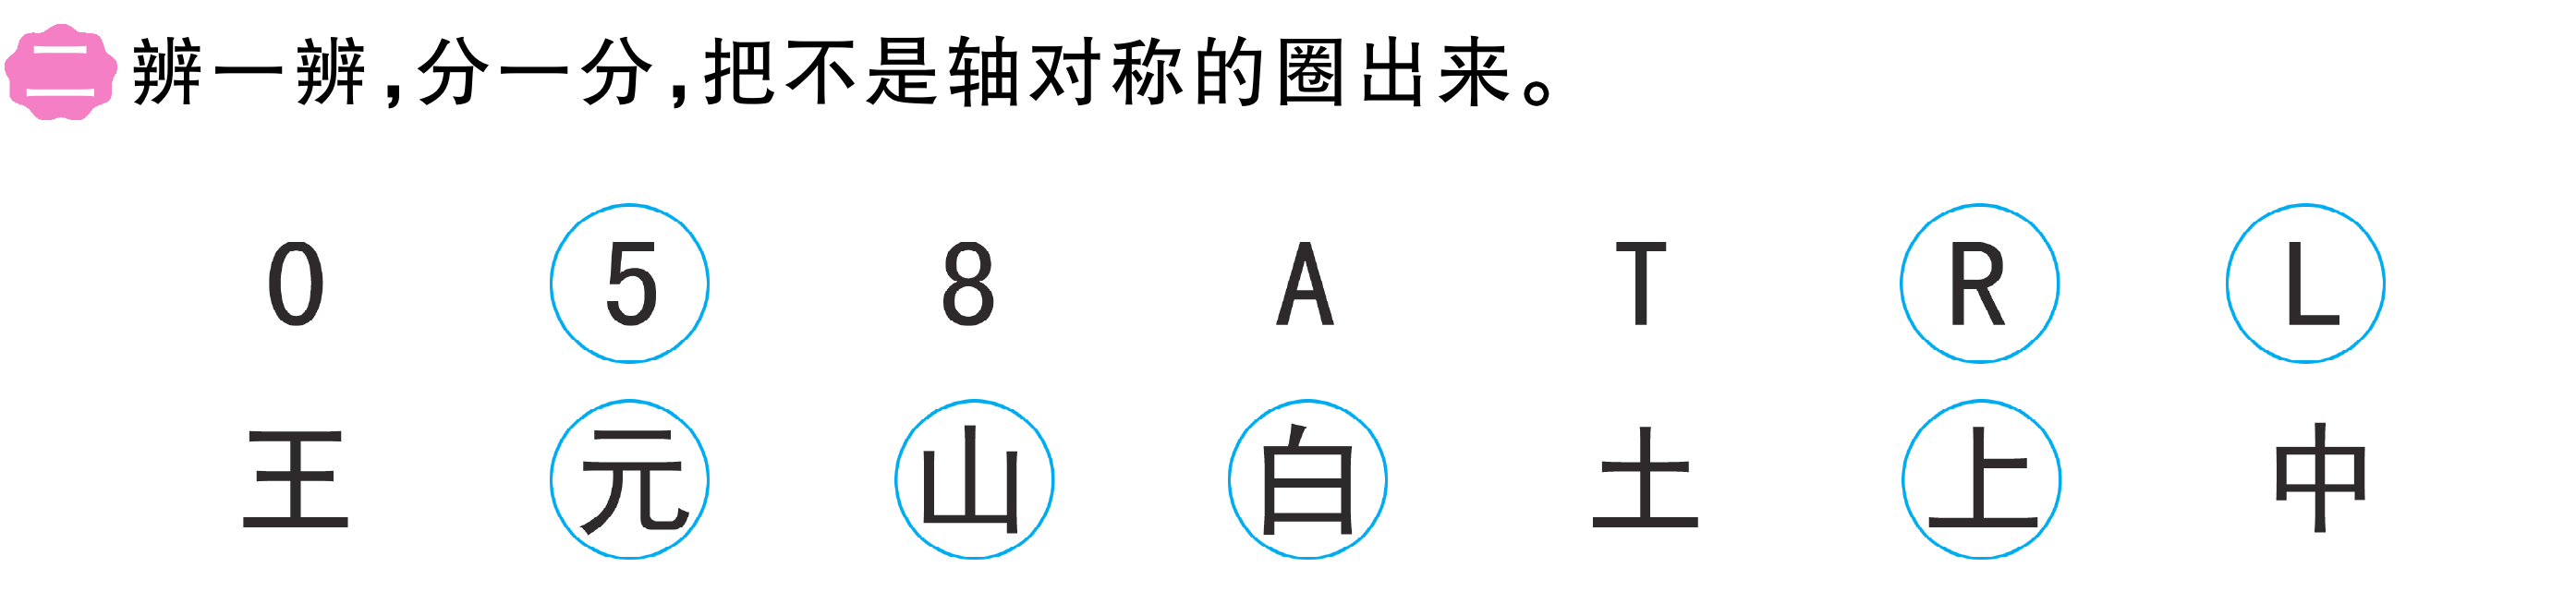 二 辨一辨,分一分,把不是轴对称的圈出来。
0 5 8 A T R L
王 元 山 白 土 上 中